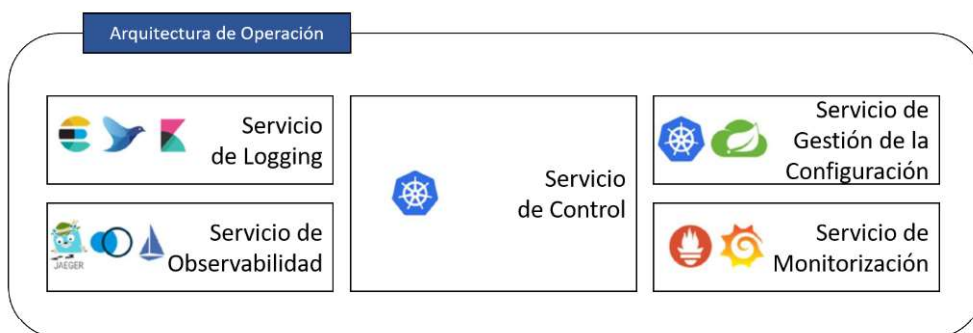 Arquitectura de Operación
Servicio
de Logging
Servicio
de Control
Servicio de
Gestión de la
Configuración
JAEGER
Servicio de
Observabilidad
Servicio de
Monitorización